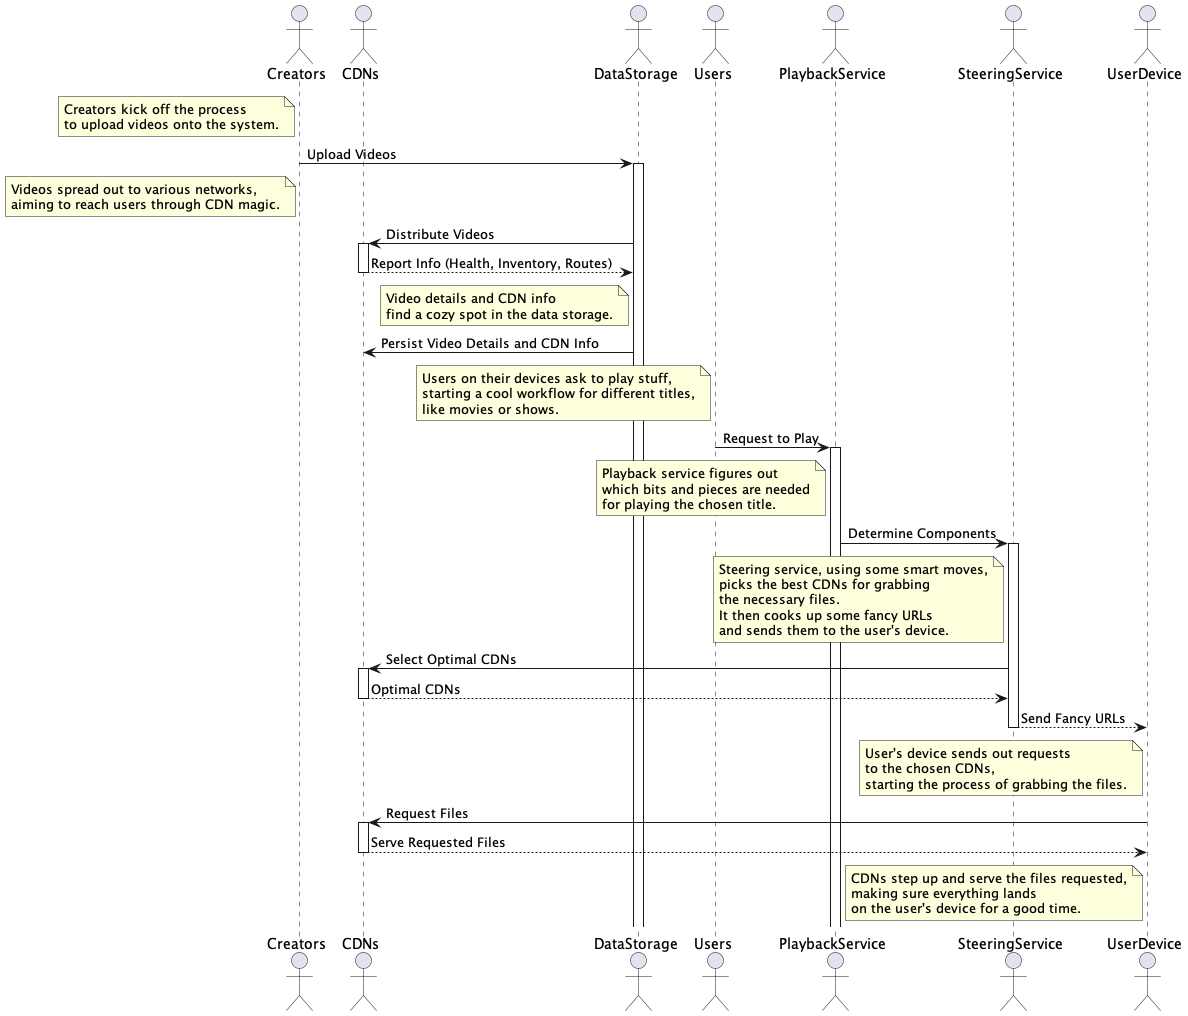 Creators
CDNs
DataStorage
Users
PlaybackService
SteeringService
UserDevice
Creators kick off the process
to upload videos onto the system.
Upload Videos
Videos spread out to various networks,
aiming to reach users through CDN magic.
Distribute Videos
Report Info (Health, Inventory, Routes)
Video details and CDN info
find a cozy spot in the data storage.
Persist Video Details and CDN Info
Users on their devices ask to play stuff,
starting a cool workflow for different titles,
like movies or shows.
Request to Play
Playback service figures out
which bits and pieces are needed
for playing the chosen title.
Determine Components
Steering service, using some smart moves,
picks the best CDNs for grabbing
the necessary files.
It then cooks up some fancy URLs
and sends them to the user's device.
Select Optimal CDNs
Optimal CDNs
Send Fancy URLs
User's device sends out requests
to the chosen CDNs,
starting the process of grabbing the files.
Request Files
Serve Requested Files
CDNs step up and serve the files requested,
making sure everything lands
on the user's device for a good time.
Creators
CDNs
DataStorage
Users
PlaybackService
SteeringService
UserDevice